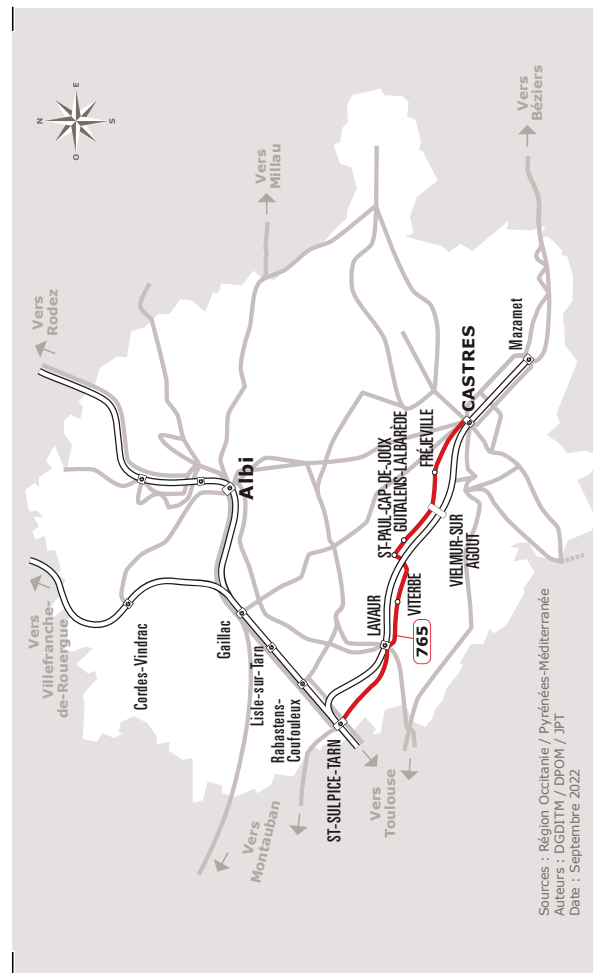 N
E
S
O
Vers
Rodez
Vers
Millau
Vers
Béziers
Vers
Villefranche-
de-Rouergue
Cordes-Vindrac
Albi
Gaillac
Lisle-sur-Tarn
Rabastens-
Coufouleux
ST-SULPICE-TARN
Vers
Montauban
Vers
Toulouse
LAVAUR
765
VITERBE
ST-PAUL-CAP-DE-JOUX
GUITALENS-LALBARÈDE
VIELMUR-SUR
AGOUT
FRÉJEVILLE
CASTRES
Mazamet
Sources : Région Occitanie / Pyrénées-Méditerranée
Auteurs : DGDITM / DPOM / JPT
Date : Septembre 2022